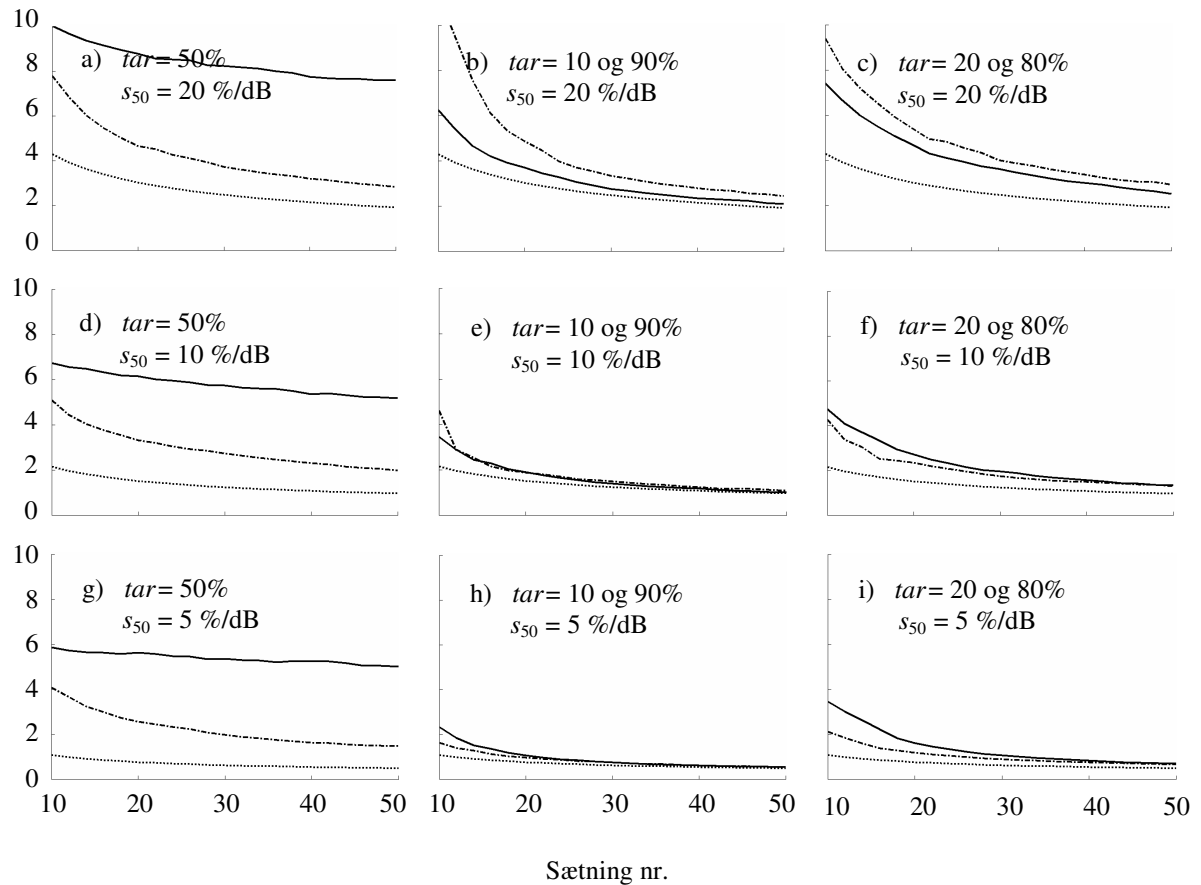 10
8
6
4
2
0
a) tar = 50%
s50 = 20 %/dB
b) tar = 10 og 90%
s50 = 20 %/dB
c) tar = 20 og 80%
s50 = 20 %/dB
10
8
6
4
2
0
d) tar = 50%
s50 = 10 %/dB
e) tar = 10 og 90%
s50 = 10 %/dB
f) tar = 20 og 80%
s50 = 10 %/dB
10
8
6
4
2
0
g) tar = 50%
s50 = 5 %/dB
h) tar = 10 og 90%
s50 = 5 %/dB
i) tar = 20 og 80%
s50 = 5 %/dB
10 20 30 40 50
20 30 40 50
20 30 40 50
Sætning nr.